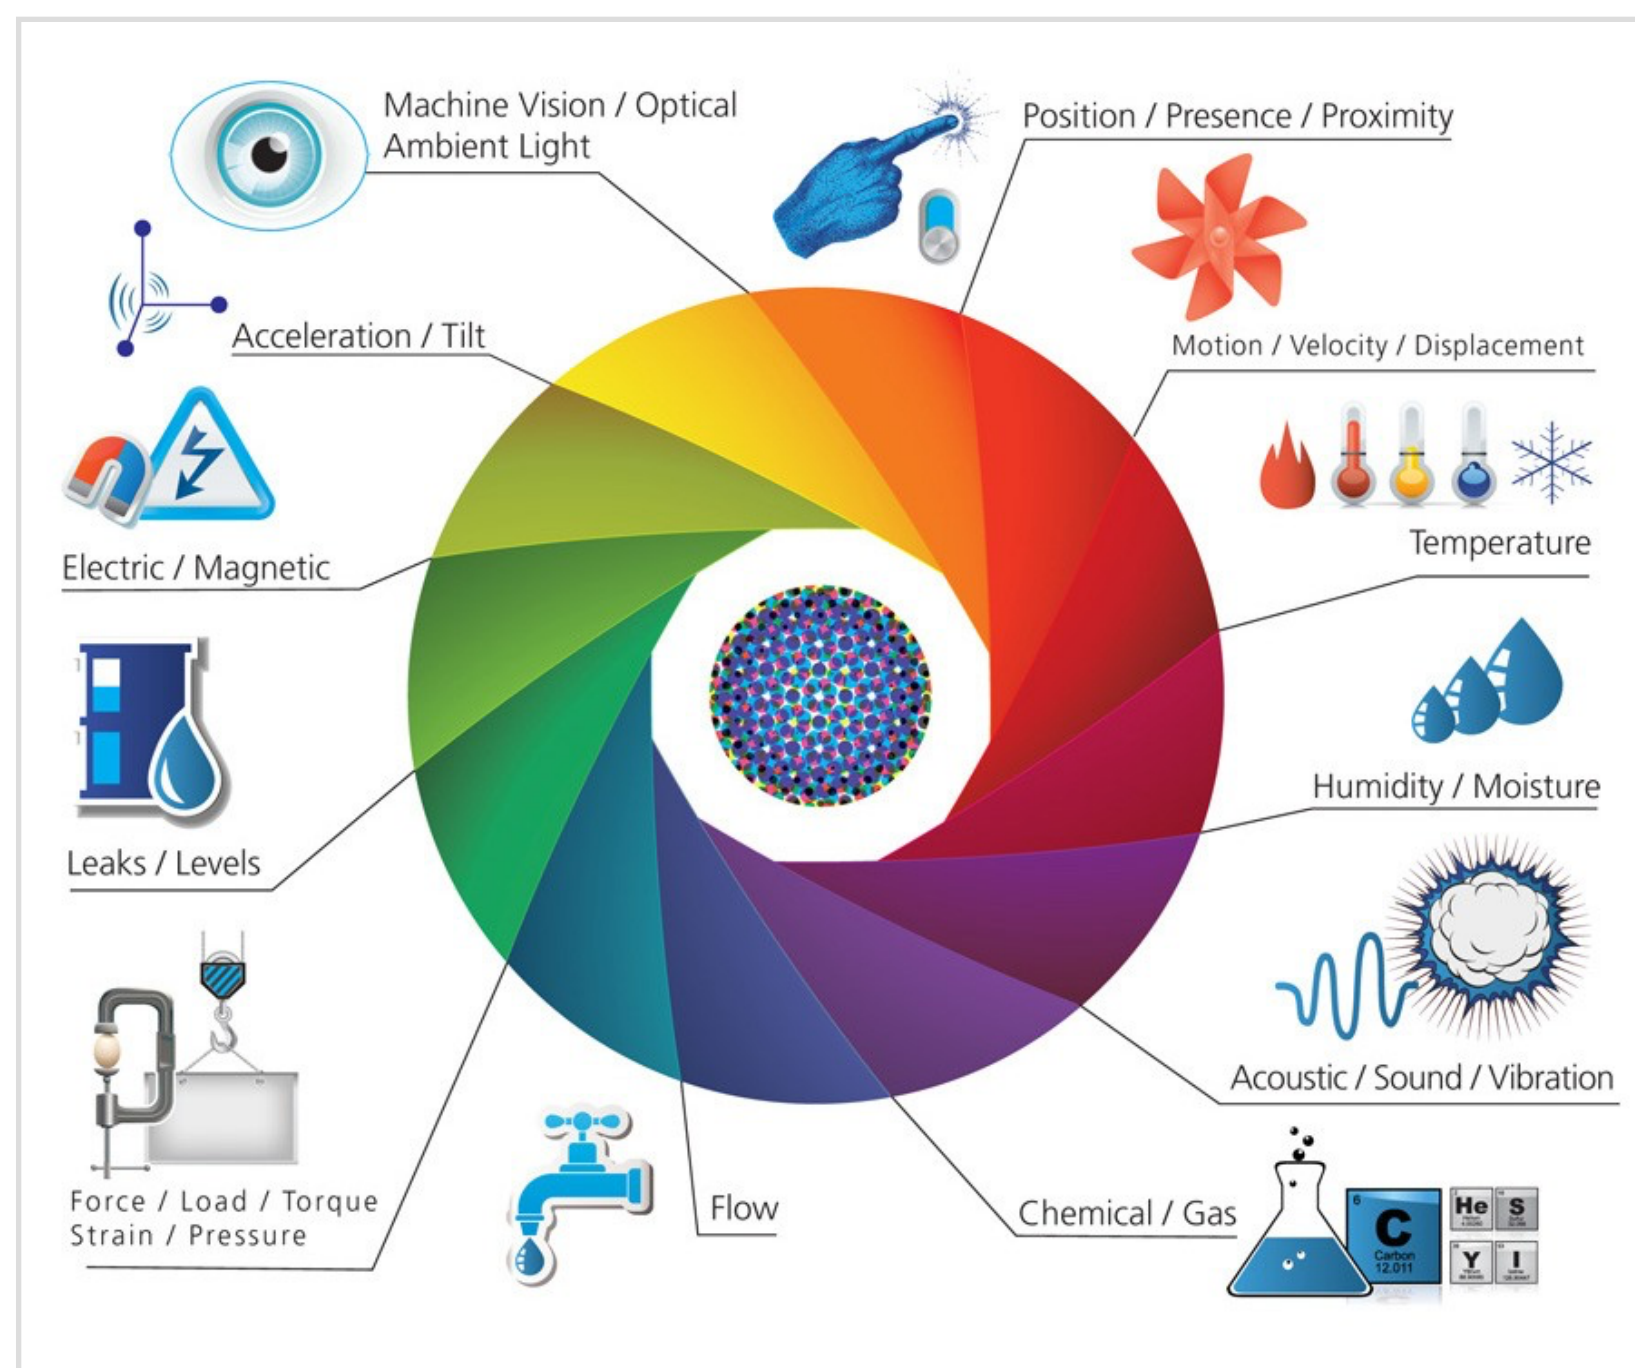 Machine Vision / Optical
Ambient Light
Position / Presence / Proximity
Acceleration / Tilt
Motion / Velocity / Displacement
Temperature
Electric / Magnetic
Humidity / Moisture
Leaks / Levels
Acoustic / Sound / Vibration
Force / Load / Torque
Strain / Pressure
Flow
Chemical / Gas
6
C
Carbon
12.011
He
S
Y
I